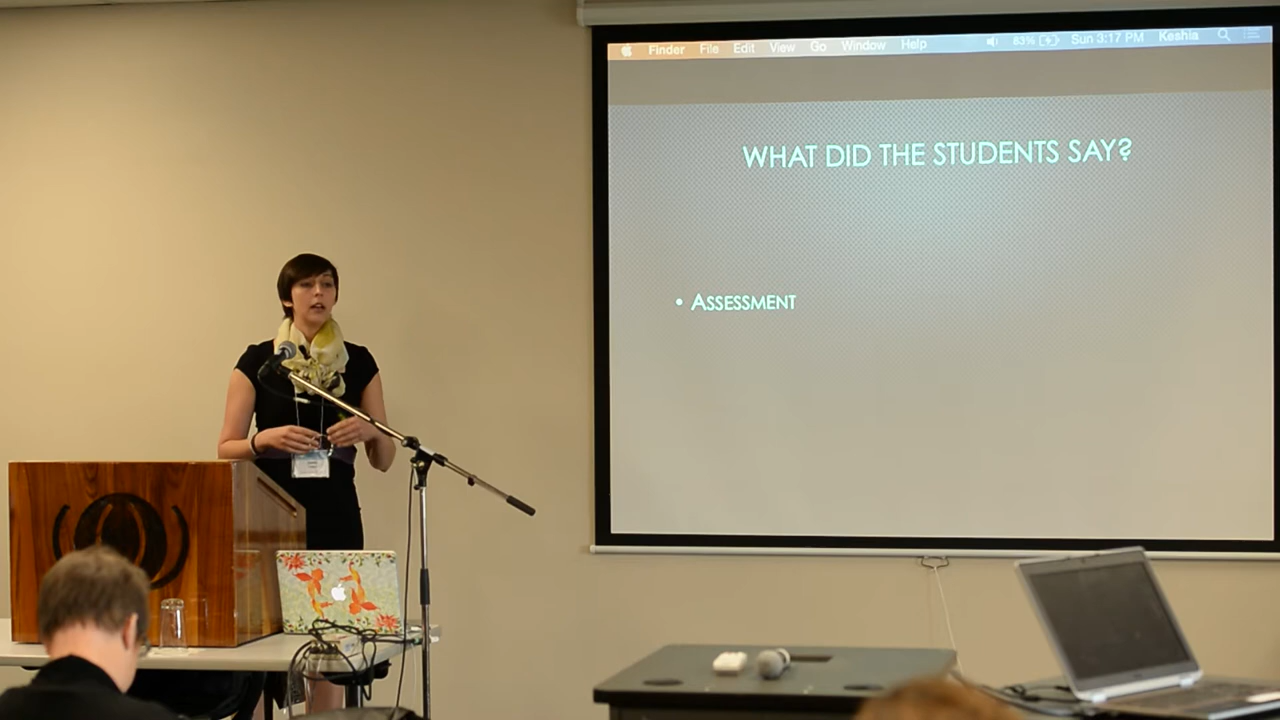 Finder File Edit View Go Window Help 83% Sun 3:17 PM Keshia
WHAT DID THE STUDENTS SAY?
• ASSESSMENT